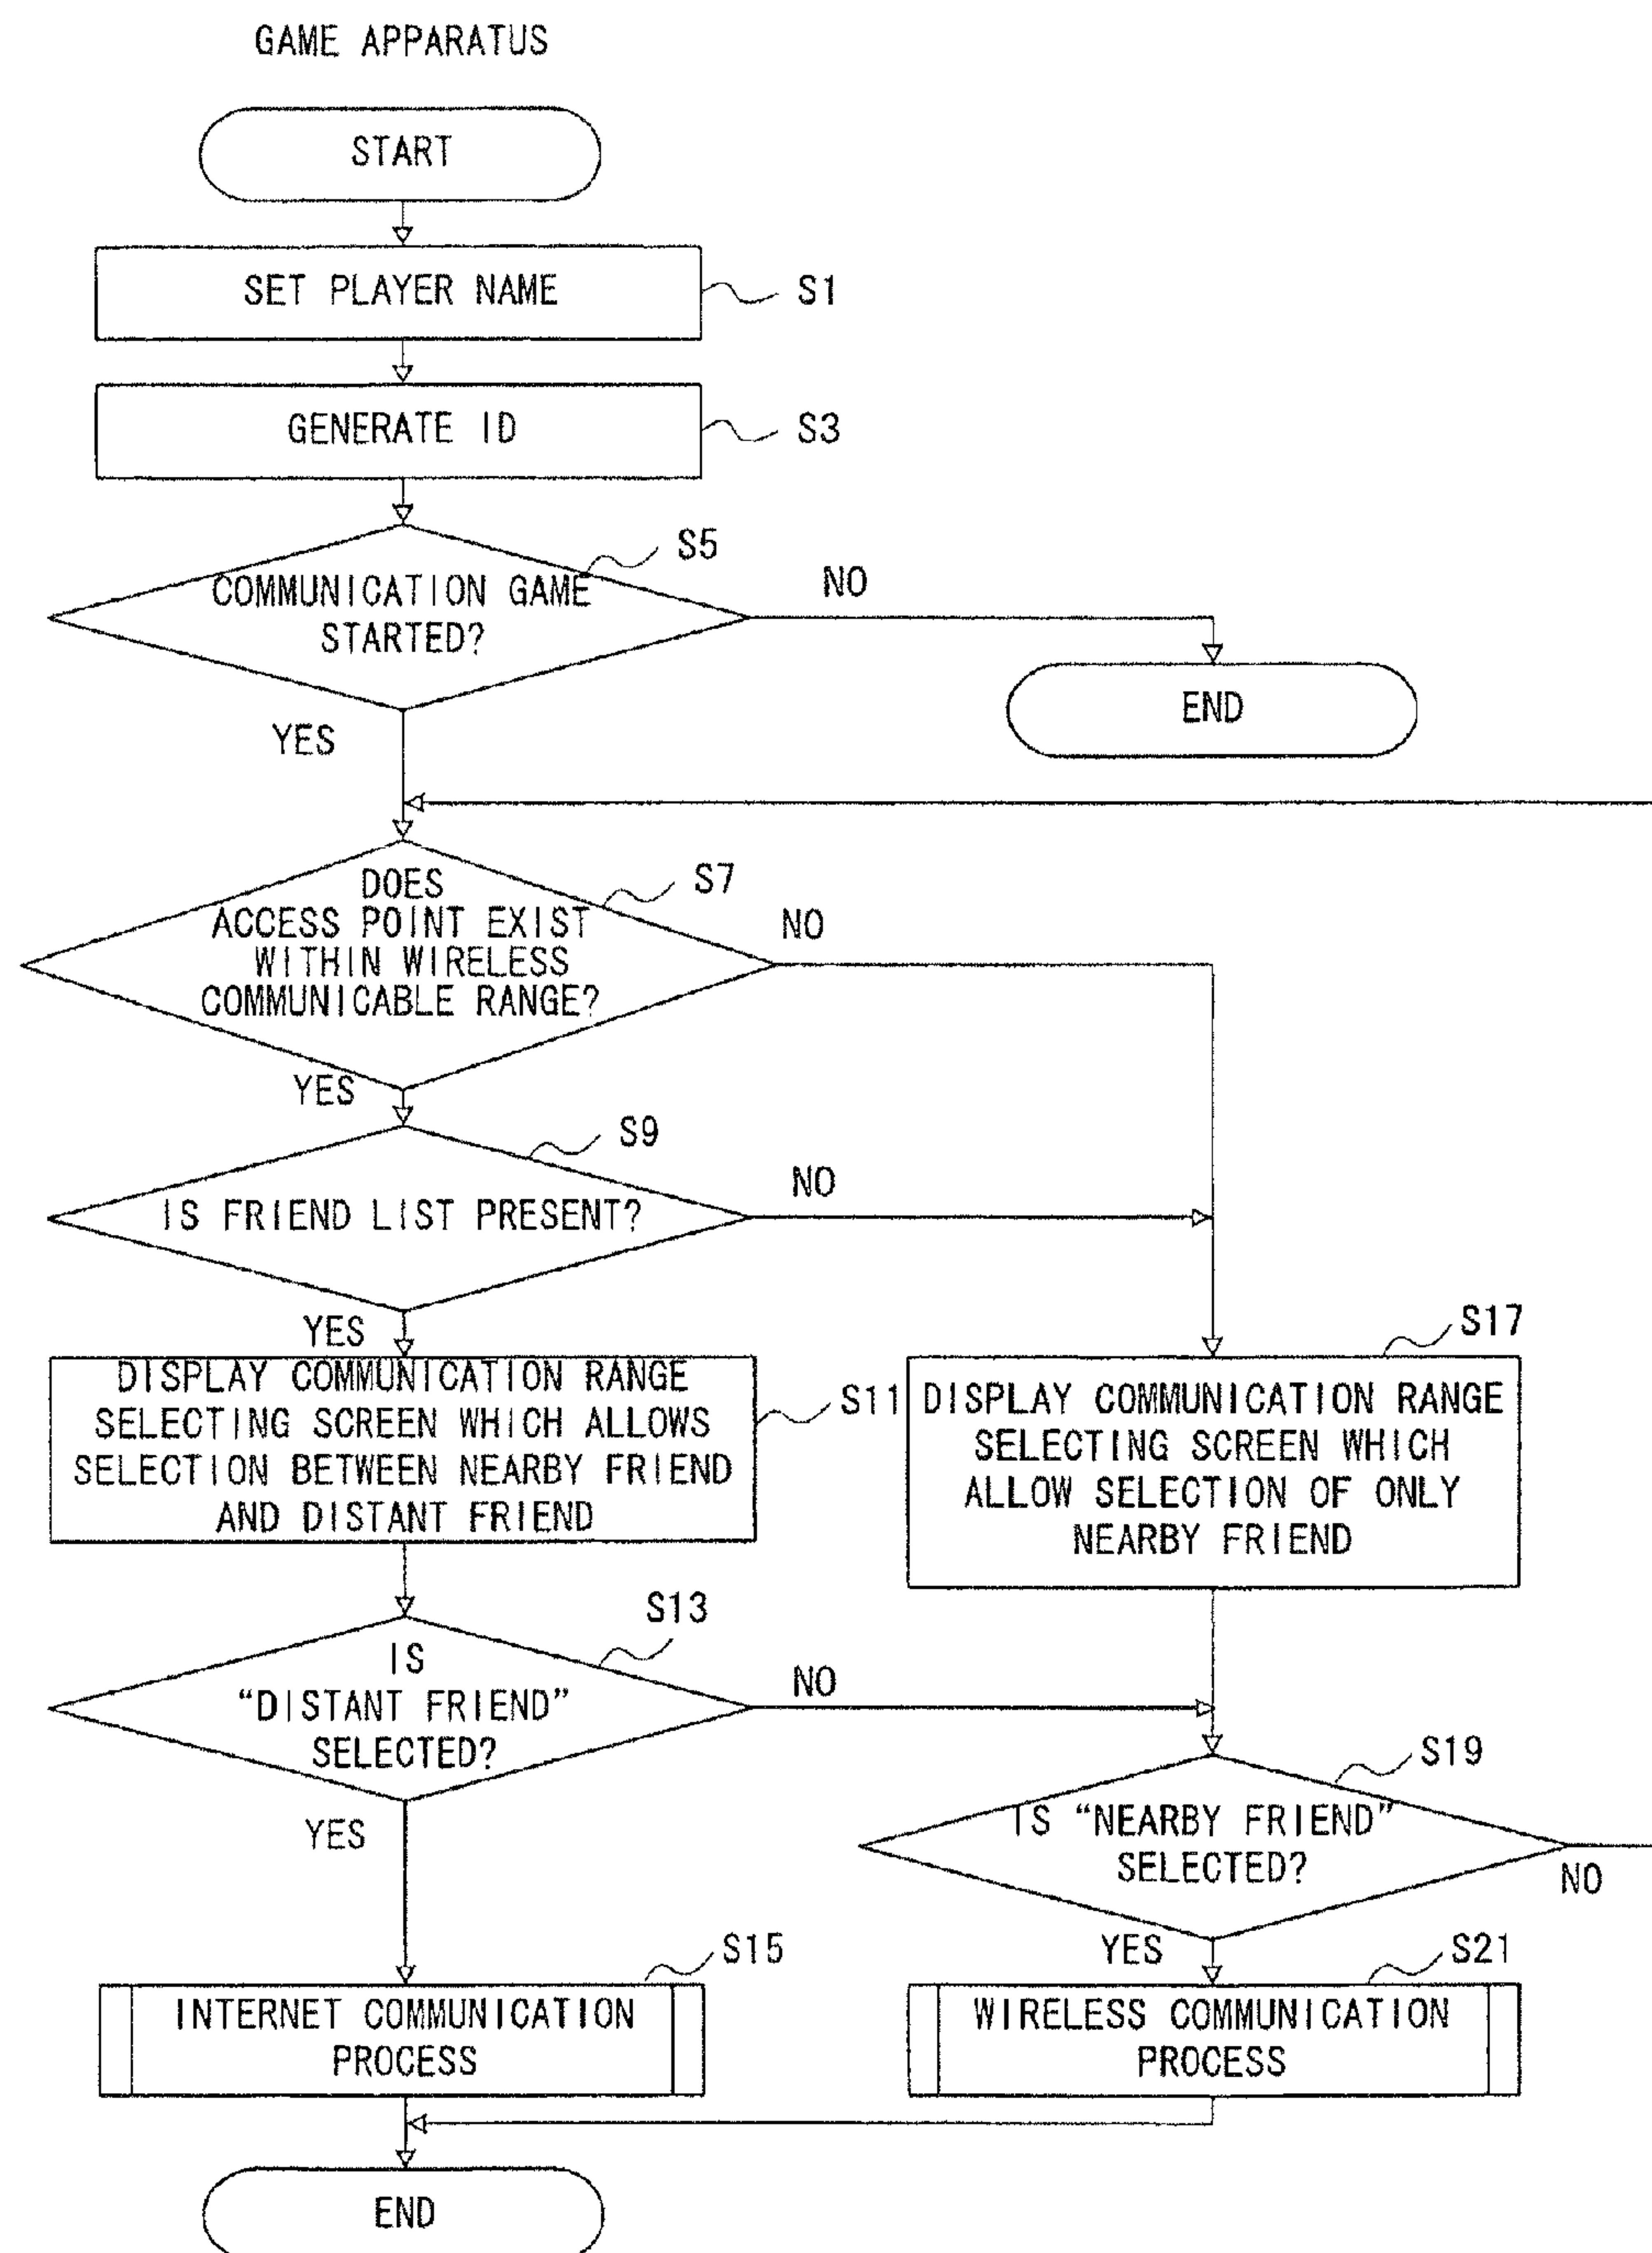 GAME APPARATUS
START
SET PLAYER NAME
S1
GENERATE ID
S3
S5
COMMUNICATION GAME
STARTED?
NO
END
YES
S7
DOES
ACCESS POINT EXIST
WITHIN WIRELESS
COMMUNICABLE RANGE?
NO
YES
S9
IS FRIEND LIST PRESENT?
NO
YES
S11
DISPLAY COMMUNICATION RANGE
SELECTING SCREEN WHICH ALLOWS
SELECTION BETWEEN NEARBY FRIEND
AND DISTANT FRIEND
S17
DISPLAY COMMUNICATION RANGE
SELECTING SCREEN WHICH
ALLOW SELECTION OF ONLY
NEARBY FRIEND
S13
IS
“DISTANT FRIEND”
SELECTED?
NO
YES
S19
IS “NEARBY FRIEND”
SELECTED?
NO
YES
S15
INTERNET COMMUNICATION
PROCESS
S21
WIRELESS COMMUNICATION
PROCESS
END